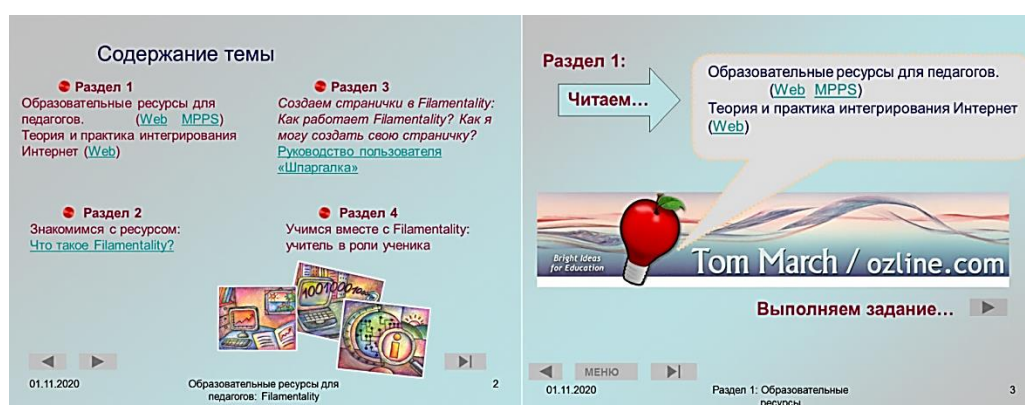 Содержание темы
Раздел 1
Образовательные ресурсы для
педагогов. (Web MPPS)
Теория и практика интегрирования
Интернет (Web)
Раздел 3
Создаем странички в Filamentality:
Как работает Filamentality? Как я
могу создать свою страничку?
Руководство пользователя
«Шпаргалка»
Раздел 2
Знакомимся с ресурсом:
Что такое Filamentality?
Раздел 4
Учимся вместе с Filamentality:
учитель в роли ученика
01.11.2020
Образовательные ресурсы для
педагогов: Filamentality
2
Раздел 1:
Читаем...
Образовательные ресурсы для педагогов.
(Web MPPS)
Теория и практика интегрирования Интернет
(Web)
Bright Ideas
for Education
Tom March / ozline.com
Выполняем задание...
МЕНЮ
01.11.2020
Раздел 1: Образовательные
ресурсы
3